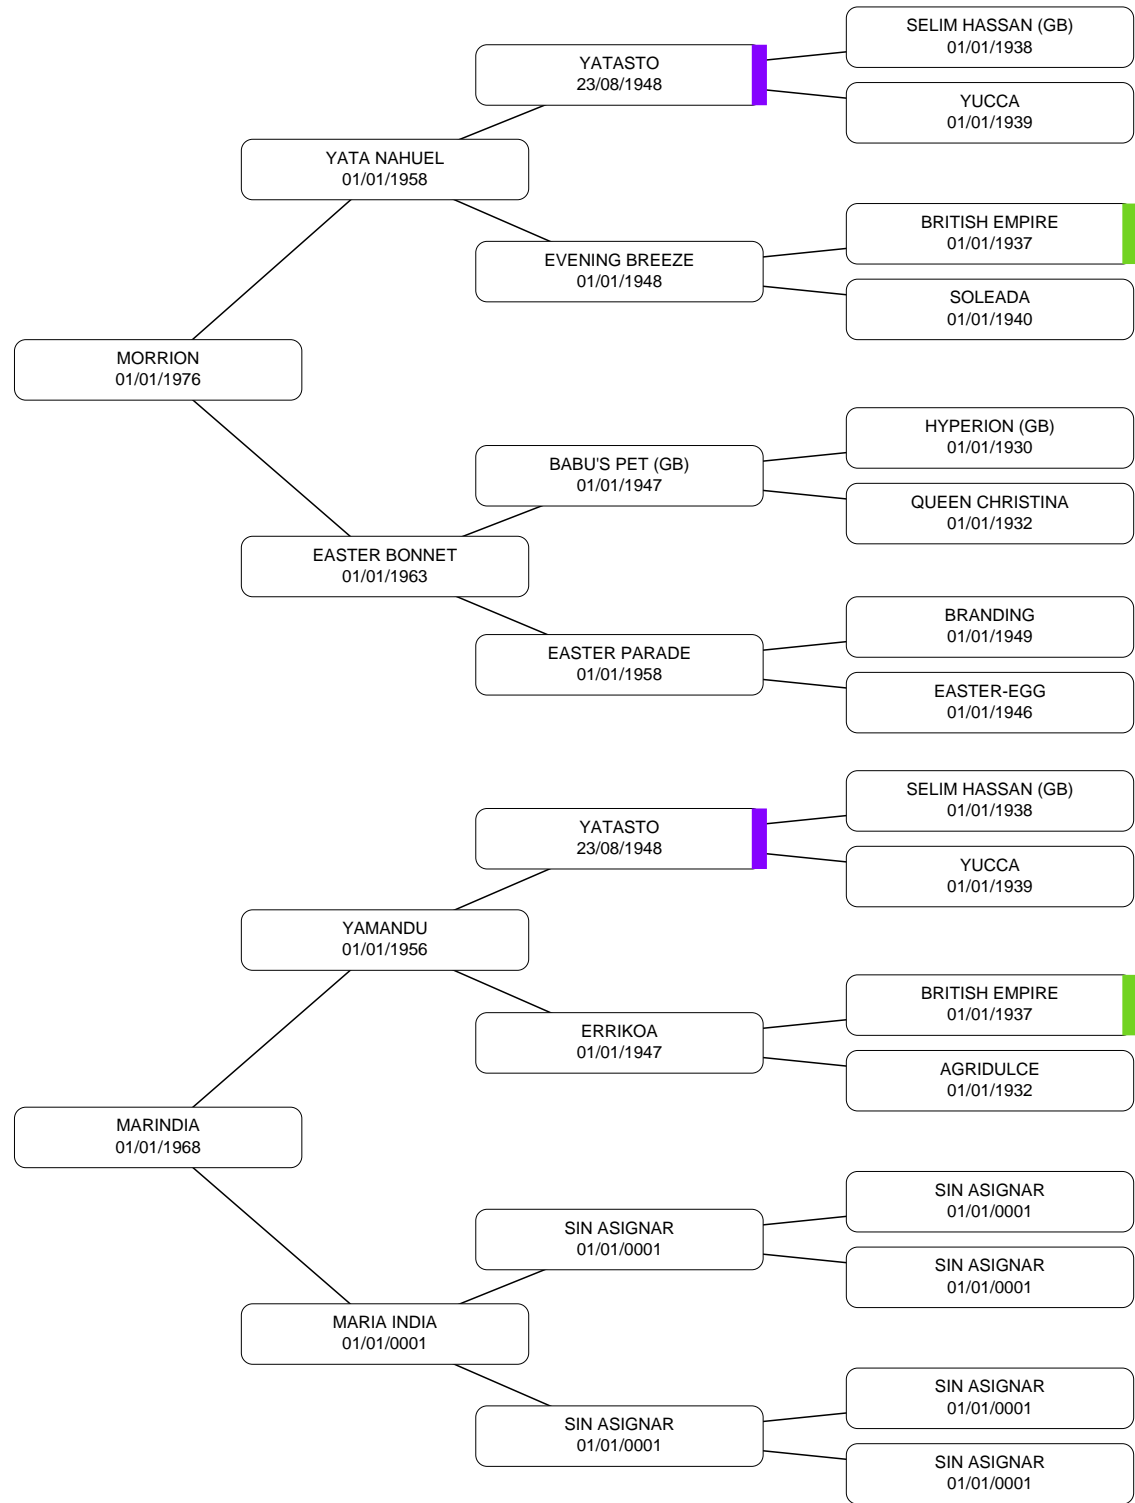 SELIM HASSAN (GB)
01/01/1938
YATASTO
23/08/1948
YUCCA
01/01/1939
YATA NAHUEL
01/01/1958
BRITISH EMPIRE
01/01/1937
EVENING BREEZE
01/01/1948
SOLEADA
01/01/1940
MORRION
01/01/1976
HYPERION (GB)
01/01/1930
BABU'S PET (GB)
01/01/1947
QUEEN CHRISTINA
01/01/1932
EASTER BONNET
01/01/1963
BRANDING
01/01/1949
EASTER PARADE
01/01/1958
EASTER-EGG
01/01/1946
SELIM HASSAN (GB)
01/01/1938
YATASTO
23/08/1948
YUCCA
01/01/1939
YAMANDU
01/01/1956
BRITISH EMPIRE
01/01/1937
ERRIKOA
01/01/1947
AGRIDULCE
01/01/1932
MARINDIA
01/01/1968
SIN ASIGNAR
01/01/0001
SIN ASIGNAR
01/01/0001
SIN ASIGNAR
01/01/0001
MARIA INDIA
01/01/0001
SIN ASIGNAR
01/01/0001
SIN ASIGNAR
01/01/0001
SIN ASIGNAR
01/01/0001